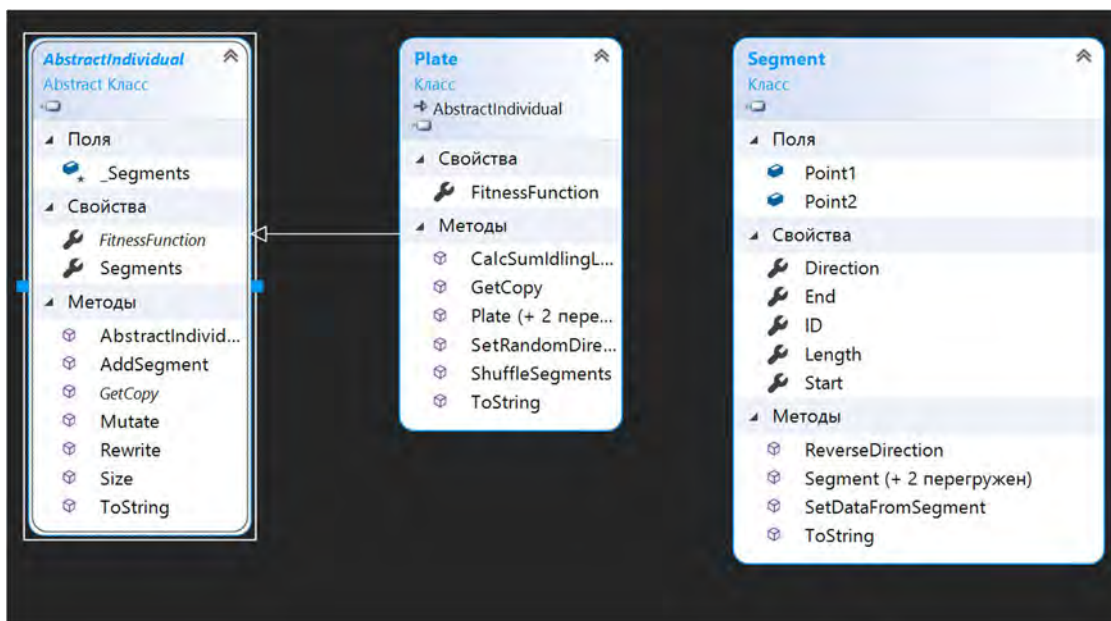 AbstractIndividual
Abstract Класс
Поля
_Segments
Свойства
FitnessFunction
Segments
Методы
AbstractIndivid...
AddSegment
GetCopy
Mutate
Rewrite
Size
ToString
Plate
Класс
AbstractIndividual
Свойства
FitnessFunction
Методы
CalcSumIdlingL...
GetCopy
Plate (+ 2 пере...
SetRandomDire...
ShuffleSegments
ToString
Segment
Класс
Поля
Point1
Point2
Свойства
Direction
End
ID
Length
Start
Методы
ReverseDirection
Segment (+ 2 перегружен)
SetDataFromSegment
ToString